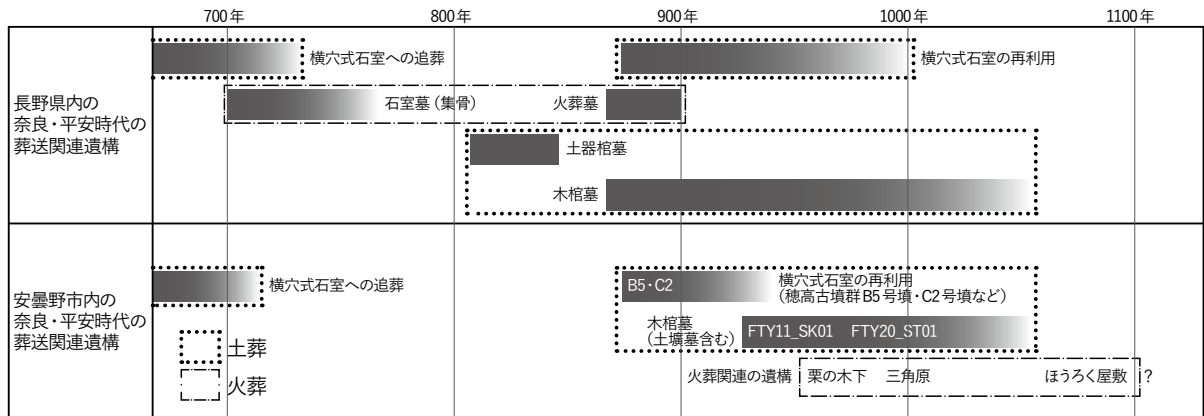 700年 800年 900年 1000年 1100年
長野県内の
奈良・平安時代の
葬送関連遺構
横穴式石室への追葬
横穴式石室の再利用
石室墓(集骨)
火葬墓
土器棺墓
木棺墓
安曇野市内の
奈良・平安時代の
葬送関連遺構
横穴式石室への追葬
B5・C2
横穴式石室の再利用
(穂高古墳群B5号墳・C2号墳など)
木棺墓
(土壙墓含む)
FTY11_SK01 FTY20_ST01
火葬関連の遺構
栗の木下 三角原 ほうろく屋敷 ?
土葬
火葬